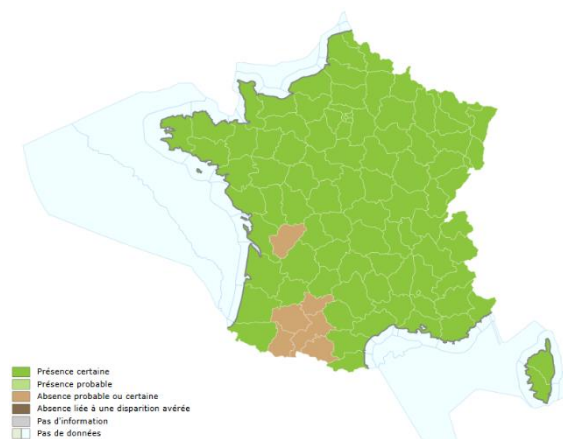 Présence certaine
Présence probable
Absence probable ou certaine
Absence liée à une disparition avérée
Pas d'information
Pas de données